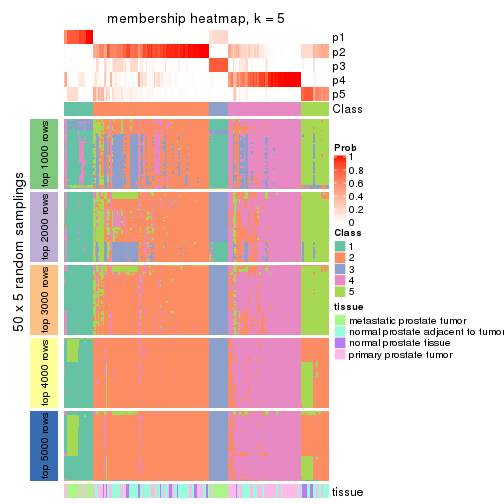 membership heatmap, k = 5
p1
p2
p3
p4
p5
Class
50 x 5 random samplings
top 1000 rows
top 2000 rows
top 3000 rows
top 4000 rows
top 5000 rows
tissue
Prob
1
0.8
0.6
0.4
0.2
0
Class
1
2
3
4
5
tissue
metastatic prostate tumor
normal prostate adjacent to tumor
normal prostate tissue
primary prostate tumor